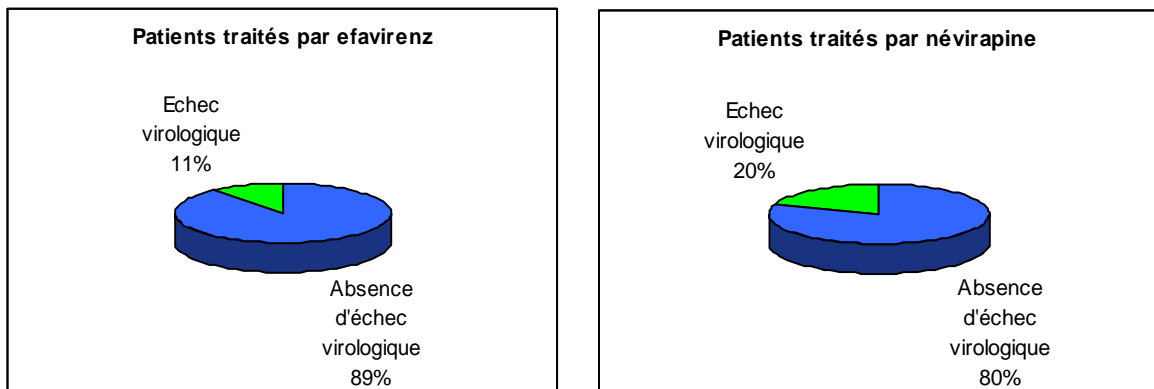 Patients traités par efavirenz
Echec
virologique
11%
Absence
d'échec
virologique
89%
Patients traités par névirapine
Echec
virologique
20%
Absence
d'échec
virologique
80%